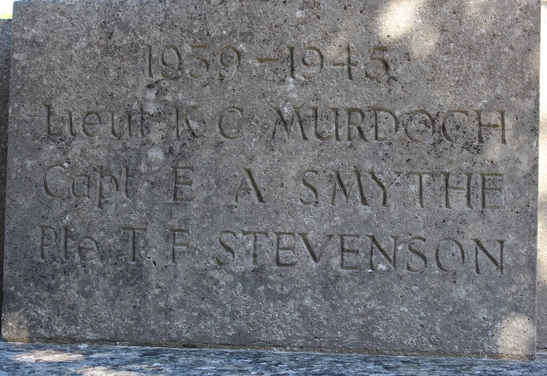 1939-1945
Lieut K C MURDOCH
Capt E A SMYTHE
Pte T F STEVENSON